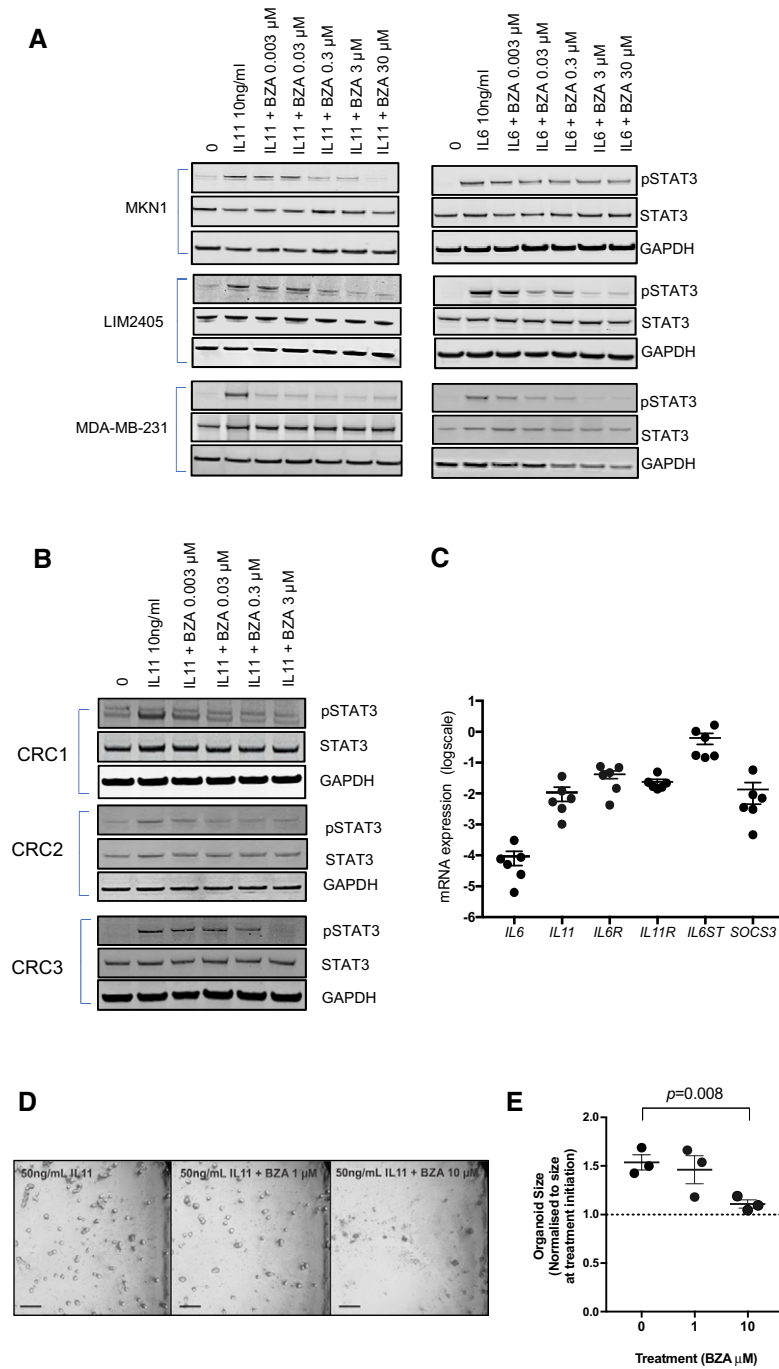 A
0
IL11 10ng/ml
IL11 + BZA 0.003 µM
IL11 + BZA 0.03 µM
IL11 + BZA 0.3 µM
IL11 + BZA 3 µM
IL11 + BZA 30 µM
0
IL6 10ng/ml
IL6 + BZA 0.003 µM
IL6 + BZA 0.03 µM
IL6 + BZA 0.3 µM
IL6 + BZA 3 µM
IL6 + BZA 30 µM
MKN1
pSTAT3
STAT3
GAPDH
LIM2405
pSTAT3
STAT3
GAPDH
MDA-MB-231
pSTAT3
STAT3
GAPDH
B
0
IL11 10ng/ml
IL11 + BZA 0.003 µM
IL11 + BZA 0.03 µM
IL11 + BZA 0.3 µM
IL11 + BZA 3 µM
CRC1
pSTAT3
STAT3
GAPDH
CRC2
pSTAT3
STAT3
GAPDH
CRC3
pSTAT3
STAT3
GAPDH
C
mRNA expression (logscale)
1
0
-1
-2
-3
-4
-5
-6
IL6 IL11 IL6R IL11R IL6ST SOCS3
D
50ng/mL IL11
50ng/mL IL11 + BZA 1 µM
50ng/mL IL11 + BZA 10 µM
E
p=0.008
Organoid Size
(Normalised to size
at treatment initiation)
2.0
1.5
1.0
0.5
0.0
0 1 10
Treatment (BZA µM)